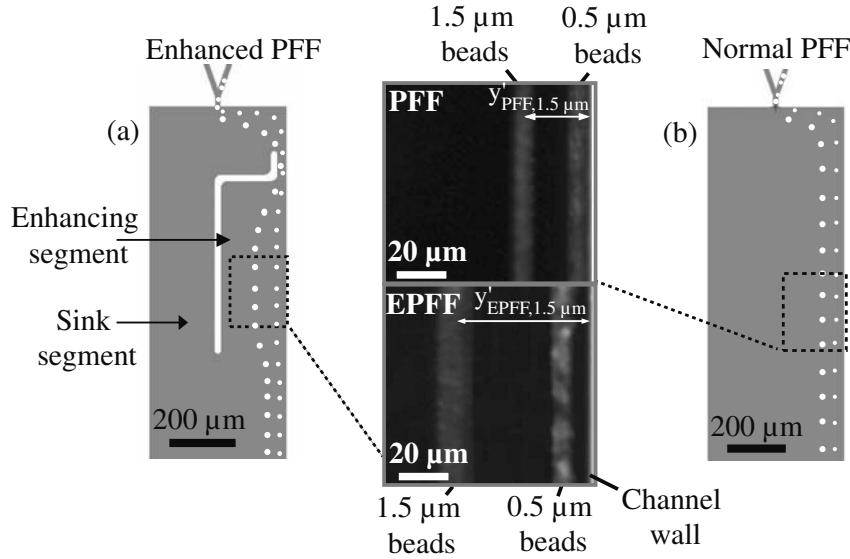 Enhanced PFF
1.5 µm
beads
0.5 µm
beads
Normal PFF
(a)
PFF
y'PFF,1.5 µm
(b)
Enhancing
segment
20 µm
EPFF
y'EPFF,1.5 µm
Sink
segment
200 µm
20 µm
200 µm
1.5 µm
beads
0.5 µm
beads
Channel
wall